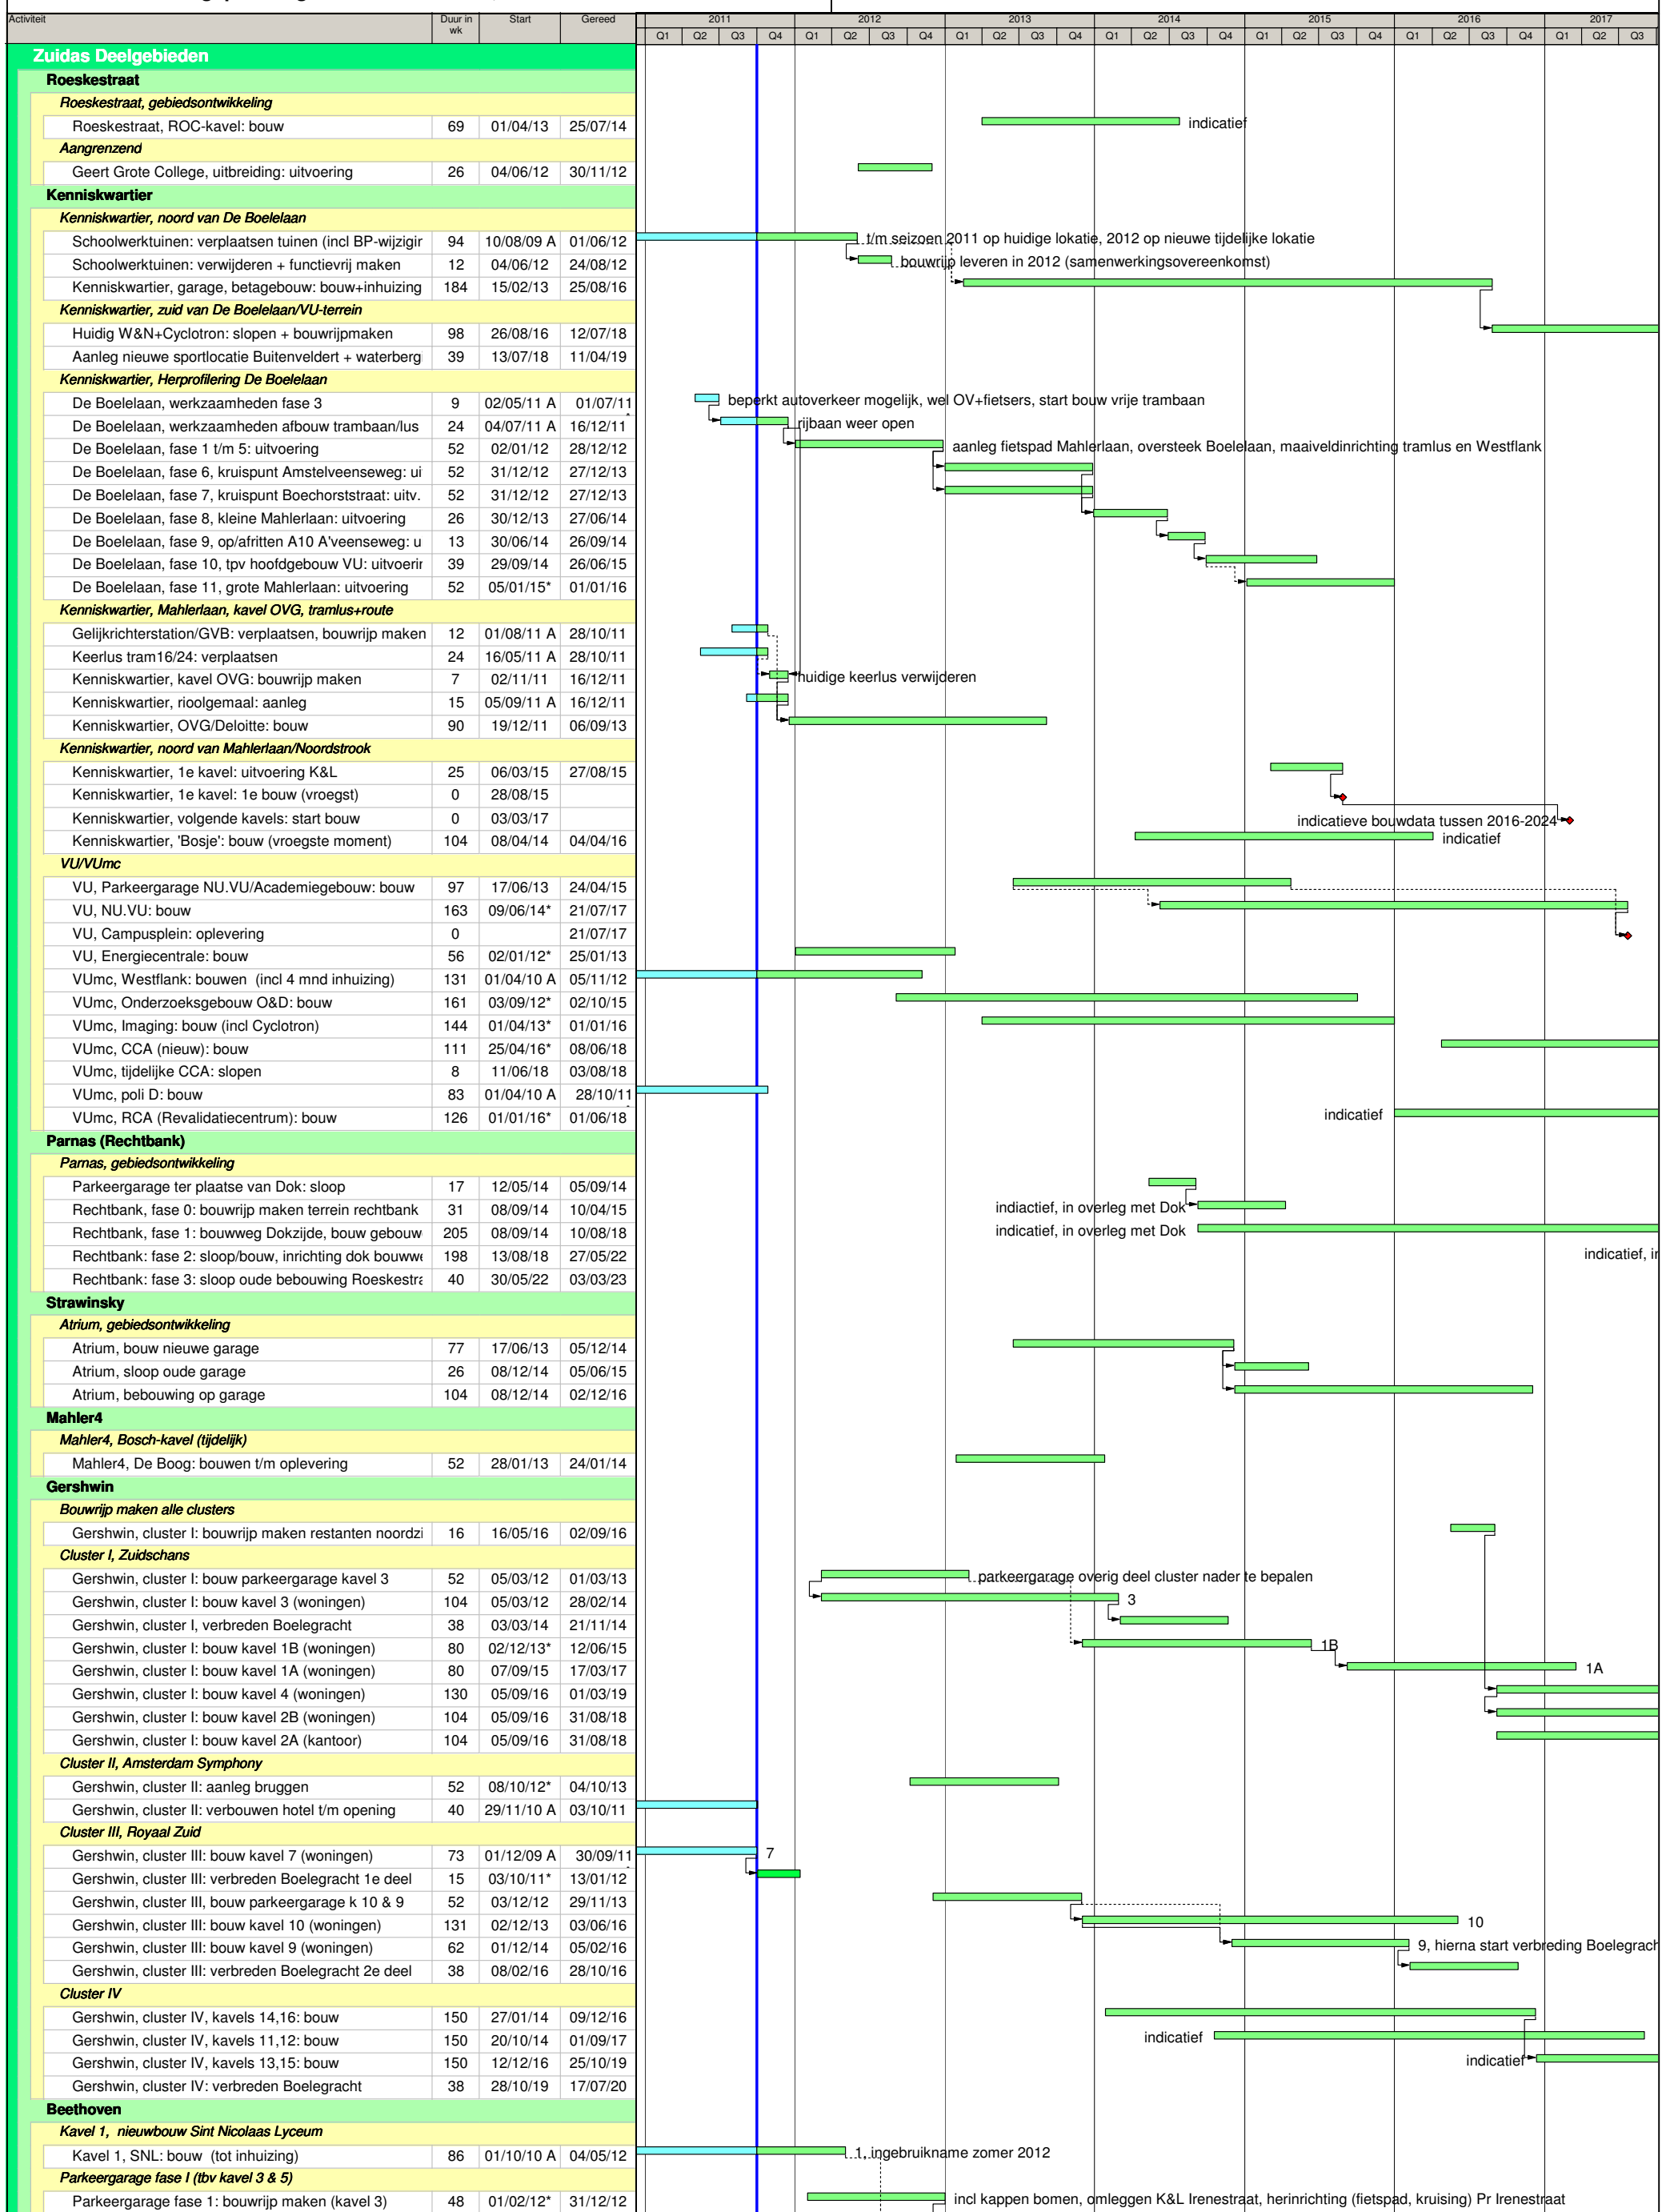 Activiteit Duur in wk Start Gereed 2011 2012 2013 2014 2015 2016 2017
Q1 Q2 Q3 Q4 Q1 Q2 Q3 Q4 Q1 Q2 Q3 Q4 Q1 Q2 Q3 Q4 Q1 Q2 Q3 Q4 Q1 Q2 Q3 Q4 Q1 Q2 Q3
Zuidas Deelgebieden
Roeskestraat
Roeskestraat, gebiedsontwikkeling
Roeskestraat, ROC-kavel: bouw 69 01/04/13 25/07/14 indicatief
Aangrenzend
Geert Grote College, uitbreiding: uitvoering 26 04/06/12 30/11/12
Kenniskwartier
Kenniskwartier, noord van De Boelelaan
Schoolwerktuinen: verplaatsen tuinen (incl BP-wijzigir 94 10/08/09 A 01/06/12 t/m seizoen 2011 op huidige lokatie, 2012 op nieuwe tijdelijke lokatie
Schoolwerktuinen: verwijderen + functievrij maken 12 04/06/12 24/08/12 bouwrijp leveren in 2012 (samenwerkingsovereenkomst)
Kenniskwartier, garage, betagebouw: bouw+inhuizing 184 15/02/13 25/08/16
Kenniskwartier, zuid van De Boelelaan/VU-terrein
Huidig W&N+Cyclotron: slopen + bouwrijpmaken 98 26/08/16 12/07/18
Aanleg nieuwe sportlocatie Buitenveldert + waterberg 39 13/07/18 11/04/19
Kenniskwartier, Herprofilering De Boelelaan
De Boelelaan, werkzaamheden fase 3 9 02/05/11 A 01/07/11 beperkt autoverkeer mogelijk, wel OV+fietsers, start bouw vrije trambaan
De Boelelaan, werkzaamheden afbouw trambaan/lus 24 04/07/11 A 16/12/11 rijbaan weer open
De Boelelaan, fase 1 t/m 5: uitvoering 52 02/01/12 28/12/12 aanleg fietspad Mahlerlaan, oversteek Boelelaan, maaiveldinrichting tramlus en Westflank
De Boelelaan, fase 6, kruispunt Amstelveenseweg: ui 52 31/12/12 27/12/13
De Boelelaan, fase 7, kruispunt Boechorststraat: uitv. 52 31/12/12 27/12/13
De Boelelaan, fase 8, kleine Mahlerlaan: uitvoering 26 30/12/13 27/06/14
De Boelelaan, fase 9, op/afritten A10 A'veenseweg: u 13 30/06/14 26/09/14
De Boelelaan, fase 10, tpv hoofdgebouw VU: uitvoerir 39 29/09/14 26/06/15
De Boelelaan, fase 11, grote Mahlerlaan: uitvoering 52 05/01/15* 01/01/16
Kenniskwartier, Mahlerlaan, kavel OVG, tramlus+route
Gelijkrichterstation/GVB: verplaatsen, bouwrijp maken 12 01/08/11 A 28/10/11
Keerlus tram16/24: verplaatsen 24 16/05/11 A 28/10/11
Kenniskwartier, kavel OVG: bouwrijp maken 7 02/11/11 16/12/11 huidige keerlus verwijderen
Kenniskwartier, rioolgemaal: aanleg 15 05/09/11 A 16/12/11
Kenniskwartier, OVG/Deloitte: bouw 90 19/12/11 06/09/13
Kenniskwartier, noord van Mahlerlaan/Noordstrook
Kenniskwartier, 1e kavel: uitvoering K&L 25 06/03/15 27/08/15
Kenniskwartier, 1e kavel: 1e bouw (vroegst) 0 28/08/15
Kenniskwartier, volgende kavels: start bouw 0 03/03/17 indicatieve bouwdata tussen 2016-2024
Kenniskwartier, 'Bosje': bouw (vroegste moment) 104 08/04/14 04/04/16 indicatief
VU/VUmc
VU, Parkeergarage NU.VU/Academiegebouw: bouw 97 17/06/13 24/04/15
VU, NU.VU: bouw 163 09/06/14* 21/07/17
VU, Campusplein: oplevering 0 21/07/17
VU, Energiecentrale: bouw 56 02/01/12* 25/01/13
VUmc, Westflank: bouwen (incl 4 mnd inhuizing) 131 01/04/10 A 05/11/12
VUmc, Onderzoeksgebouw O&D: bouw 161 03/09/12* 02/10/15
VUmc, Imaging: bouw (incl Cyclotron) 144 01/04/13* 01/01/16
VUmc, CCA (nieuw): bouw 111 25/04/16* 08/06/18
VUmc, tijdelijke CCA: slopen 8 11/06/18 03/08/18
VUmc, poli D: bouw 83 01/04/10 A 28/10/11
VUmc, RCA (Revalidatiecentrum): bouw 126 01/01/16* 01/06/18 indicatief
Parnas (Rechtbank)
Parnas, gebiedsontwikkeling
Parkeergarage ter plaatse van Dok: sloop 17 12/05/14 05/09/14
Rechtbank, fase 0: bouwrijp maken terrein rechtbank 31 08/09/14 10/04/15 indiactief, in overleg met Dok
Rechtbank, fase 1: bouwweg Dokzijde, bouw gebouw 205 08/09/14 10/08/18 indicatief, in overleg met Dok
Rechtbank: fase 2: sloop/bouw, inrichting dok bouwwe 198 13/08/18 27/05/22 indicatief, ir
Rechtbank: fase 3: sloop oude bebouwing Roeskestra 40 30/05/22 03/03/23
Strawinsky
Atrium, gebiedsontwikkeling
Atrium, bouw nieuwe garage 77 17/06/13 05/12/14
Atrium, sloop oude garage 26 08/12/14 05/06/15
Atrium, bebouwing op garage 104 08/12/14 02/12/16
Mahler4
Mahler4, Bosch-kavel (tijdelijk)
Mahler4, De Boog: bouwen t/m oplevering 52 28/01/13 24/01/14
Gershwin
Bouwrijp maken alle clusters
Gershwin, cluster I: bouwrijp maken restanten noordzi 16 16/05/16 02/09/16
Cluster I, Zuidschans
Gershwin, cluster I: bouw parkeergarage kavel 3 52 05/03/12 01/03/13 parkeergarage overig deel cluster nader te bepalen
Gershwin, cluster I: bouw kavel 3 (woningen) 104 05/03/12 28/02/14 3
Gershwin, cluster I, verbreden Boelegracht 38 03/03/14 21/11/14
Gershwin, cluster I: bouw kavel 1B (woningen) 80 02/12/13* 12/06/15 1B
Gershwin, cluster I: bouw kavel 1A (woningen) 80 07/09/15 17/03/17 1A
Gershwin, cluster I: bouw kavel 4 (woningen) 130 05/09/16 01/03/19
Gershwin, cluster I: bouw kavel 2B (woningen) 104 05/09/16 31/08/18
Gershwin, cluster I: bouw kavel 2A (kantoor) 104 05/09/16 31/08/18
Cluster II, Amsterdam Symphony
Gershwin, cluster II: aanleg bruggen 52 08/10/12* 04/10/13
Gershwin, cluster II: verbouwen hotel t/m opening 40 29/11/10 A 03/10/11
Cluster III, Royaal Zuid
Gershwin, cluster III: bouw kavel 7 (woningen) 73 01/12/09 A 30/09/11 7
Gershwin, cluster III: verbreden Boelegracht 1e deel 15 03/10/11* 13/01/12
Gershwin, cluster III, bouw parkeergarage k 10 & 9 52 03/12/12 29/11/13
Gershwin, cluster III: bouw kavel 10 (woningen) 131 02/12/13 03/06/16 10
Gershwin, cluster III: bouw kavel 9 (woningen) 62 01/12/14 05/02/16 9, hierna start verbreding Boelegrach
Gershwin, cluster III: verbreden Boelegracht 2e deel 38 08/02/16 28/10/16
Cluster IV
Gershwin, cluster IV, kavels 14,16: bouw 150 27/01/14 09/12/16
Gershwin, cluster IV, kavels 11,12: bouw 150 20/10/14 01/09/17 indicatief
Gershwin, cluster IV, kavels 13,15: bouw 150 12/12/16 25/10/19 indicatief
Gershwin, cluster IV: verbreden Boelegracht 38 28/10/19 17/07/20
Beethoven
Kavel 1, nieuwbouw Sint Nicolaas Lyceum
Kavel 1, SNL: bouw (tot inhuizing) 86 01/10/10 A 04/05/12 1, ingebruikname zomer 2012
Parkeergarage fase I (tbv kavel 3 & 5)
Parkeergarage fase 1: bouwrijp maken (kavel 3) 48 01/02/12* 31/12/12 incl kappen bomen, omleggen K&L Irenestraat, herinrichting (fietspad, kruising) Pr Irenestraat